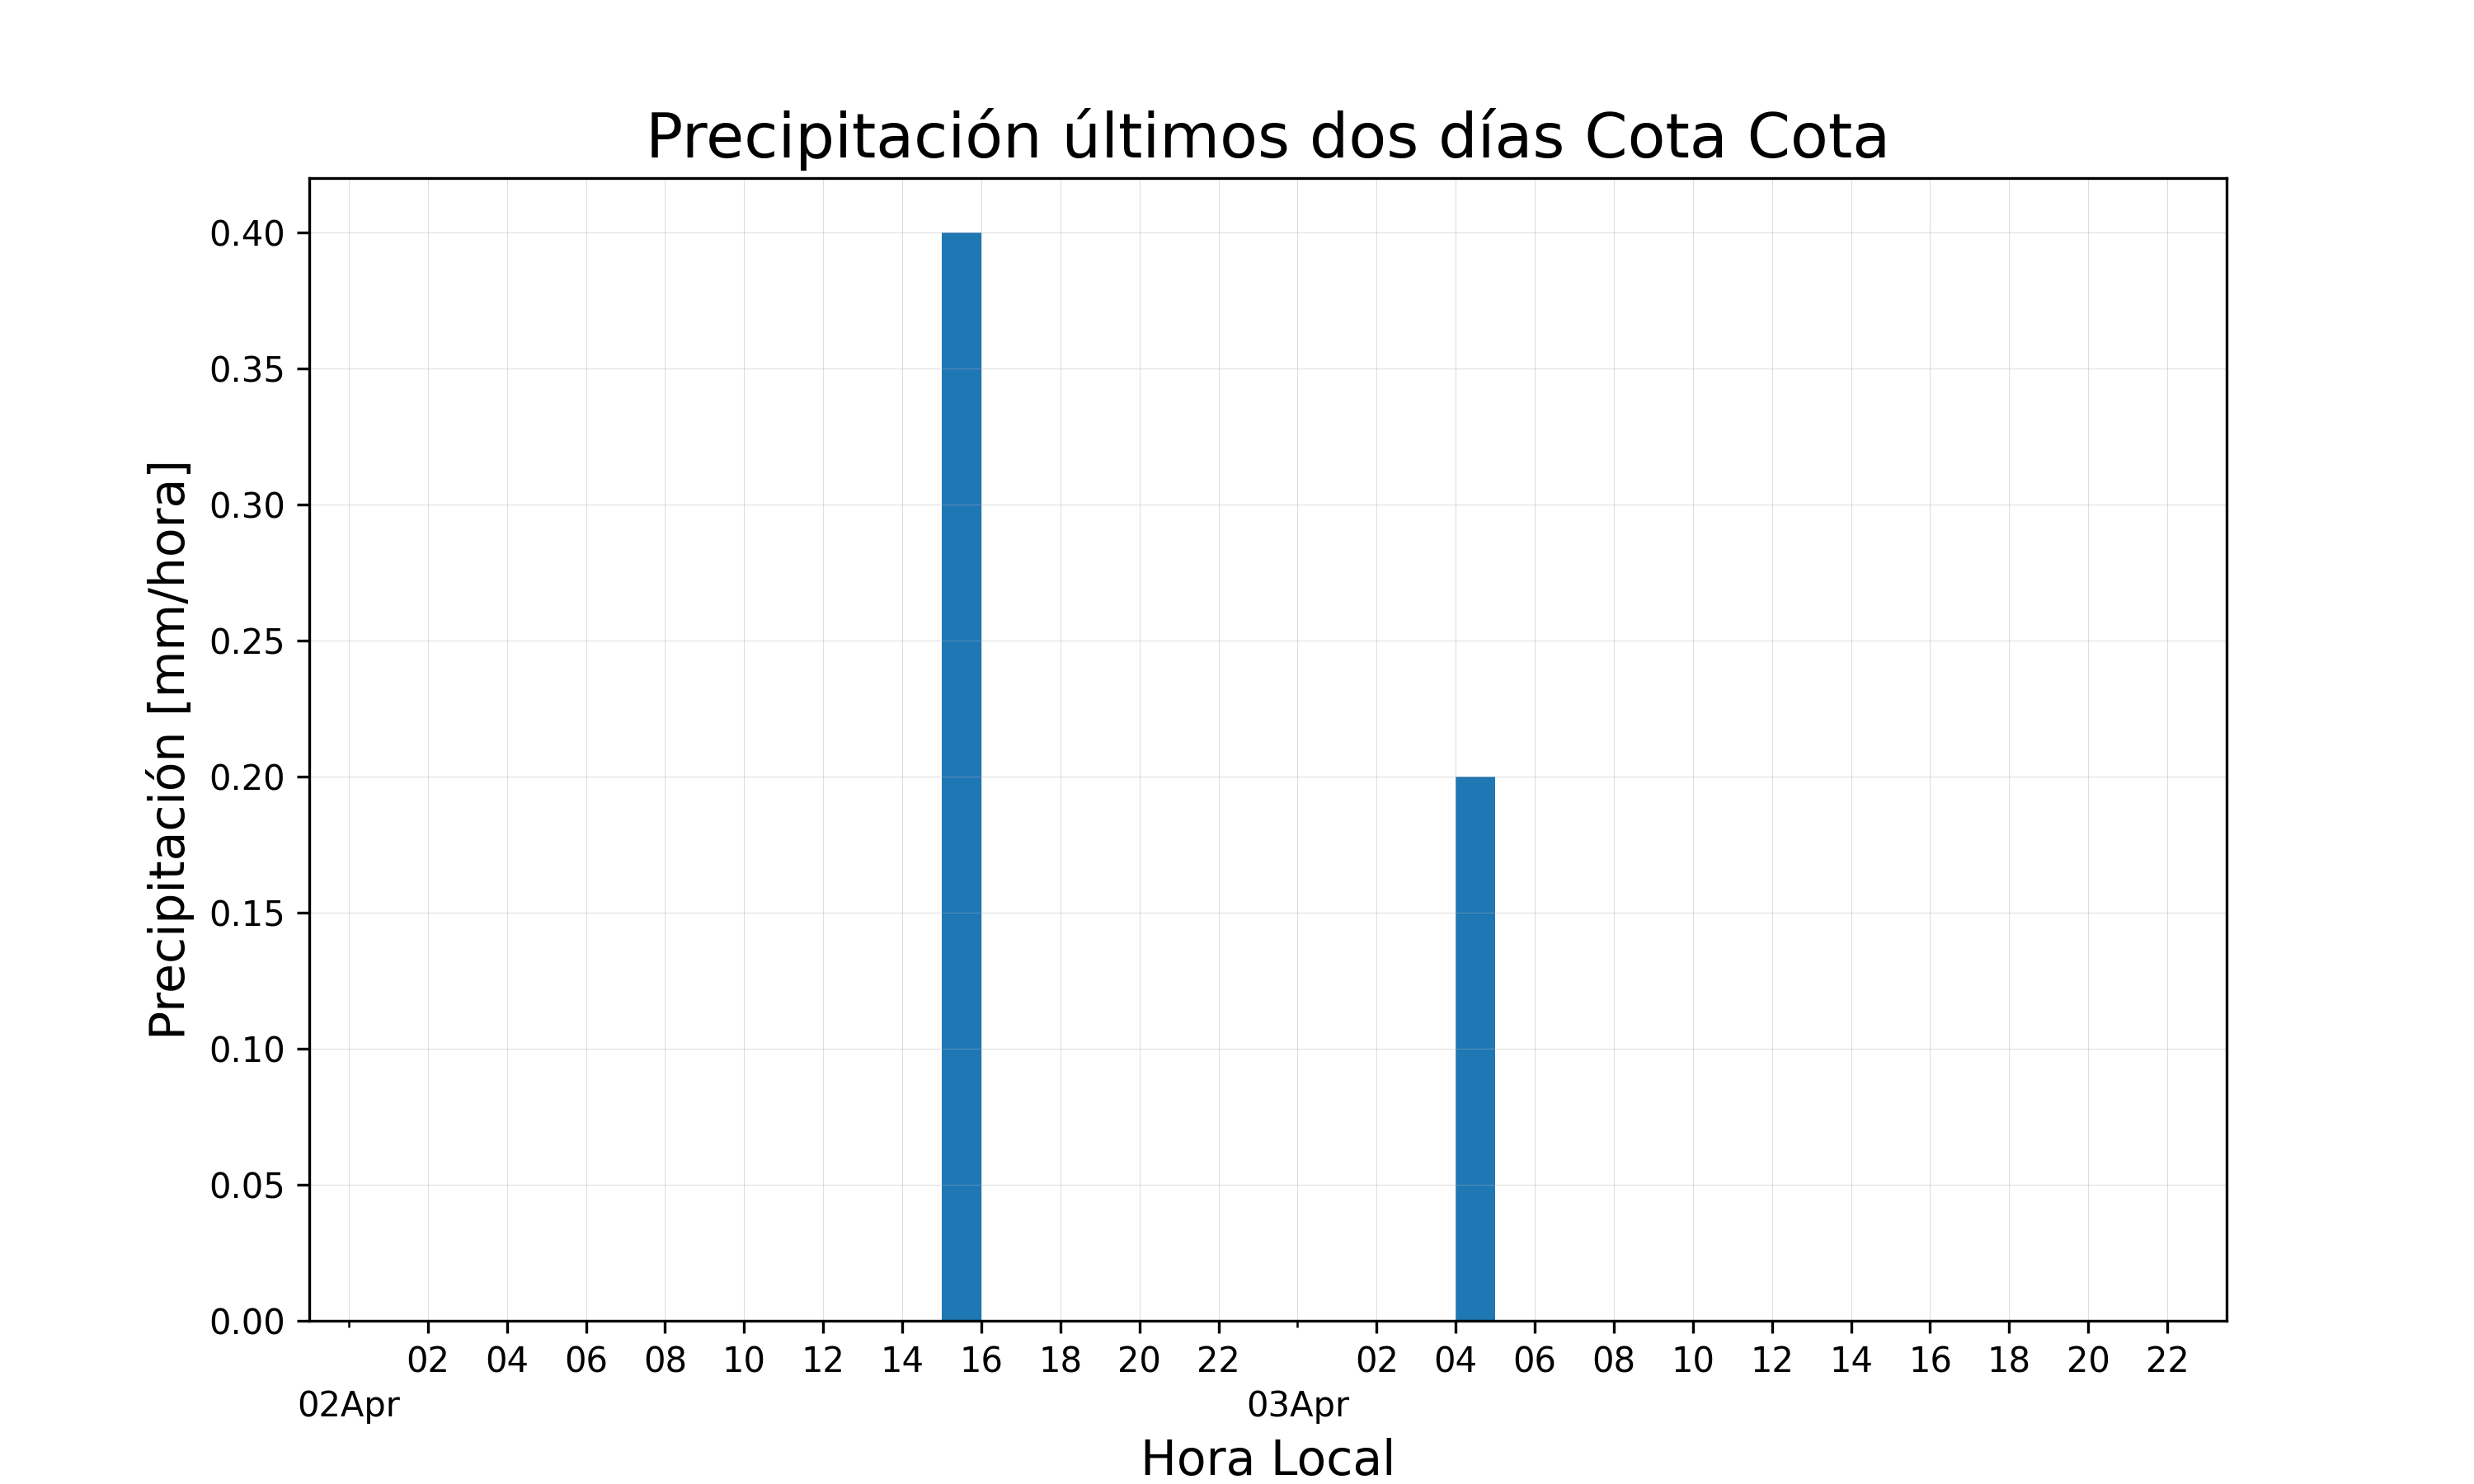 Precipitación últimos dos días Cota Cota
Precipitación [mm/hora]
0.40
0.35
0.30
0.25
0.20
0.15
0.10
0.05
0.00
02 04 06 08 10 12 14 16 18 20 22 02 04 06 08 10 12 14 16 18 20 22
02Apr 03Apr
Hora Local